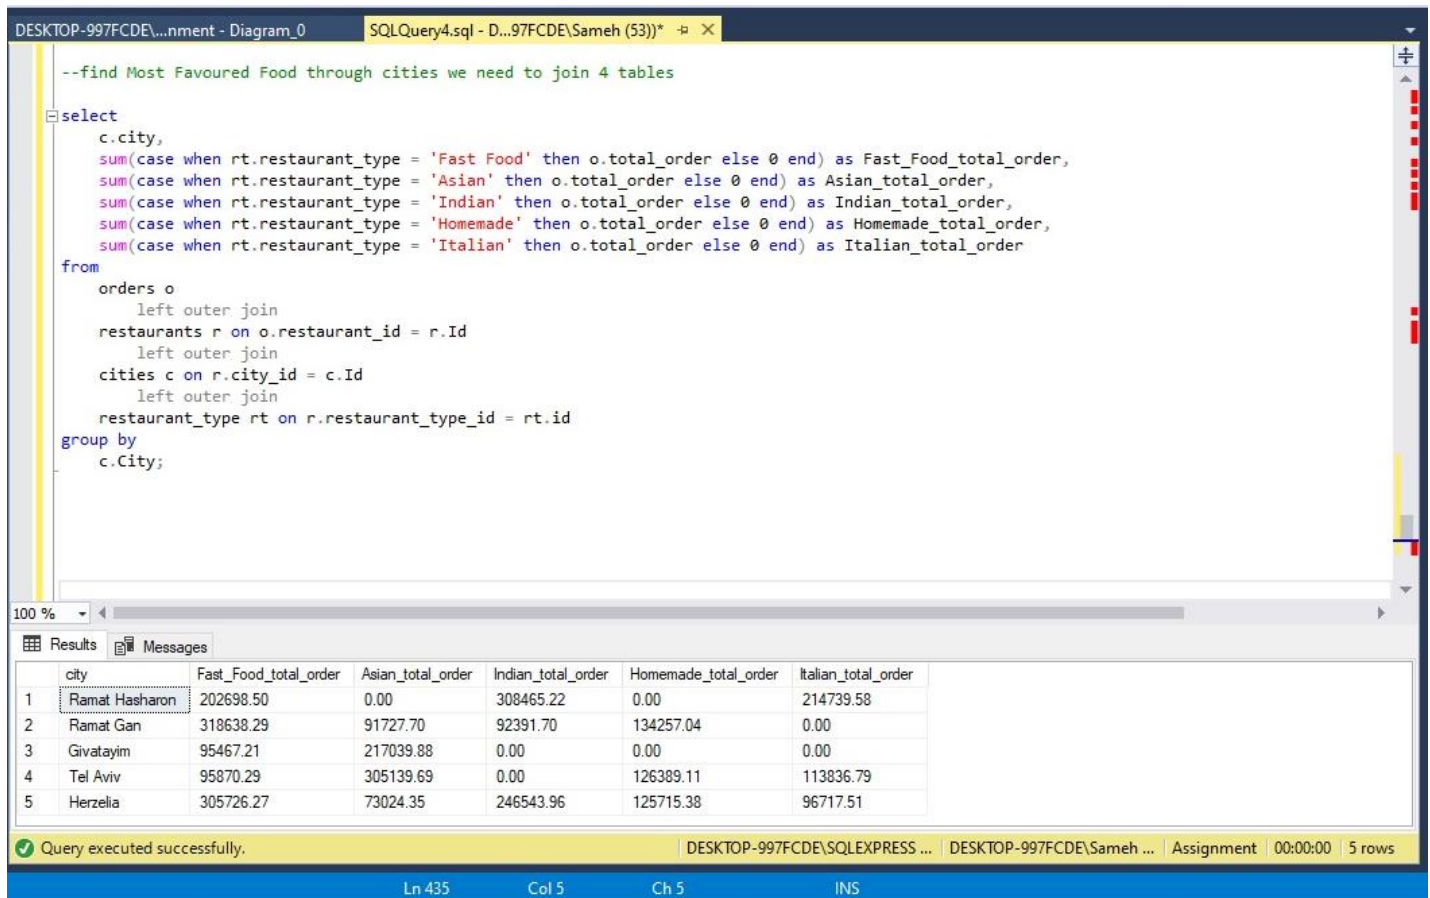 DESKTOP-997FCDE\...nment - Diagram_0 SQLQuery4.sql - D...97FCDE\Sameh (53))*
--find Most Favoured Food through cities we need to join 4 tables
select
c.city,
sum(case when rt.restaurant_type = 'Fast Food' then o.total_order else 0 end) as Fast_Food_total_order,
sum(case when rt.restaurant_type = 'Asian' then o.total_order else 0 end) as Asian_total_order,
sum(case when rt.restaurant_type = 'Indian' then o.total_order else 0 end) as Indian_total_order,
sum(case when rt.restaurant_type = 'Homemade' then o.total_order else 0 end) as Homemade_total_order,
sum(case when rt.restaurant_type = 'Italian' then o.total_order else 0 end) as Italian_total_order
from
orders o
left outer join
restaurants r on o.restaurant_id = r.Id
left outer join
cities c on r.city_id = c.Id
left outer join
restaurant_type rt on r.restaurant_type_id = rt.id
group by
c.City;
100 %
Results Messages
city Fast_Food_total_order Asian_total_order Indian_total_order Homemade_total_order Italian_total_order
1 Ramat Hasharon 202698.50 0.00 308465.22 0.00 214739.58
2 Ramat Gan 318638.29 91727.70 92391.70 134257.04 0.00
3 Givatayim 95467.21 217039.88 0.00 0.00 0.00
4 Tel Aviv 95870.29 305139.69 0.00 126389.11 113836.79
5 Herzelia 305726.27 73024.35 246543.96 125715.38 96717.51
Query executed successfully. DESKTOP-997FCDE\SQLEXPRESS ... DESKTOP-997FCDE\Sameh ... Assignment 00:00:00 5 rows
Ln 435 Col 5 Ch 5 INS